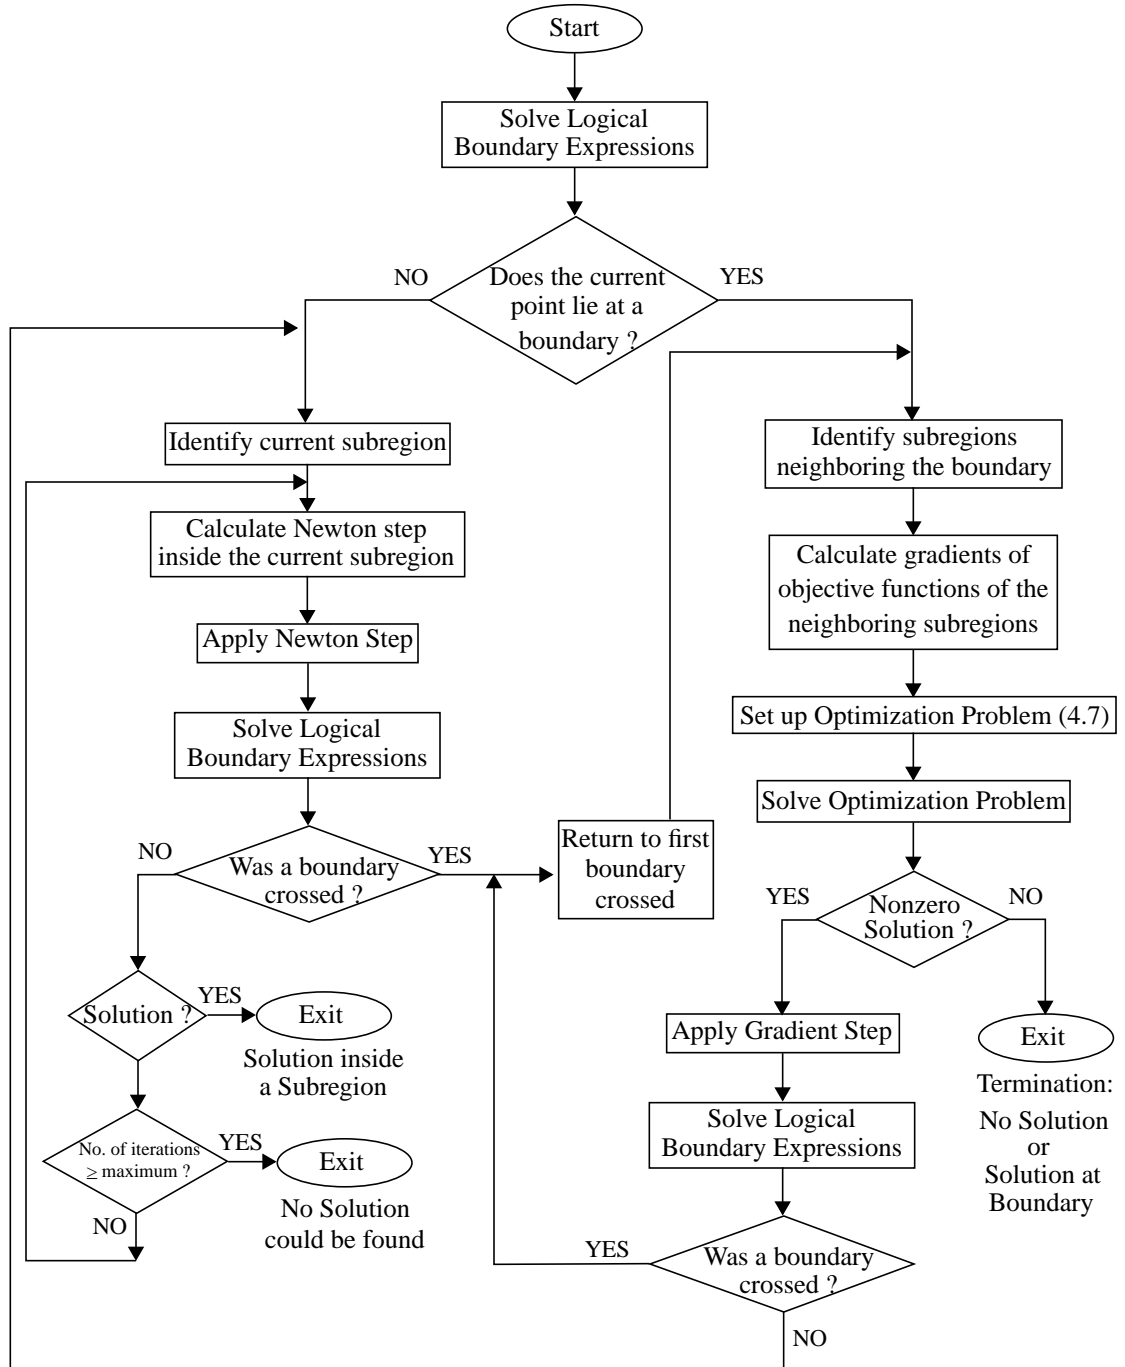 Start
Solve Logical
Boundary Expressions
Does the current
point lie at a
boundary ?
NO
YES
Identify current subregion
Calculate Newton step
inside the current subregion
Apply Newton Step
Solve Logical
Boundary Expressions
Was a boundary
crossed ?
NO
YES
Return to first
boundary
crossed
Solution ?
YES
Exit
Solution inside
a Subregion
No. of iterations
≥ maximum ?
YES
Exit
No Solution
could be found
NO
Identify subregions
neighboring the boundary
Calculate gradients of
objective functions of the
neighboring subregions
Set up Optimization Problem (4.7)
Solve Optimization Problem
Nonzero
Solution ?
YES
NO
Exit
Termination:
No Solution
or
Solution at
Boundary
Apply Gradient Step
Solve Logical
Boundary Expressions
Was a boundary
crossed ?
YES
NO